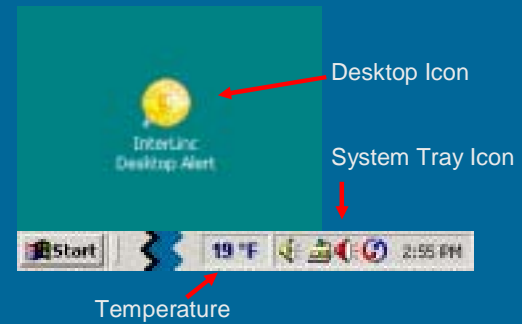 Desktop Icon
InterLinc
Desktop Alert
System Tray Icon
Start
19 °F
2:55 PM
Temperature